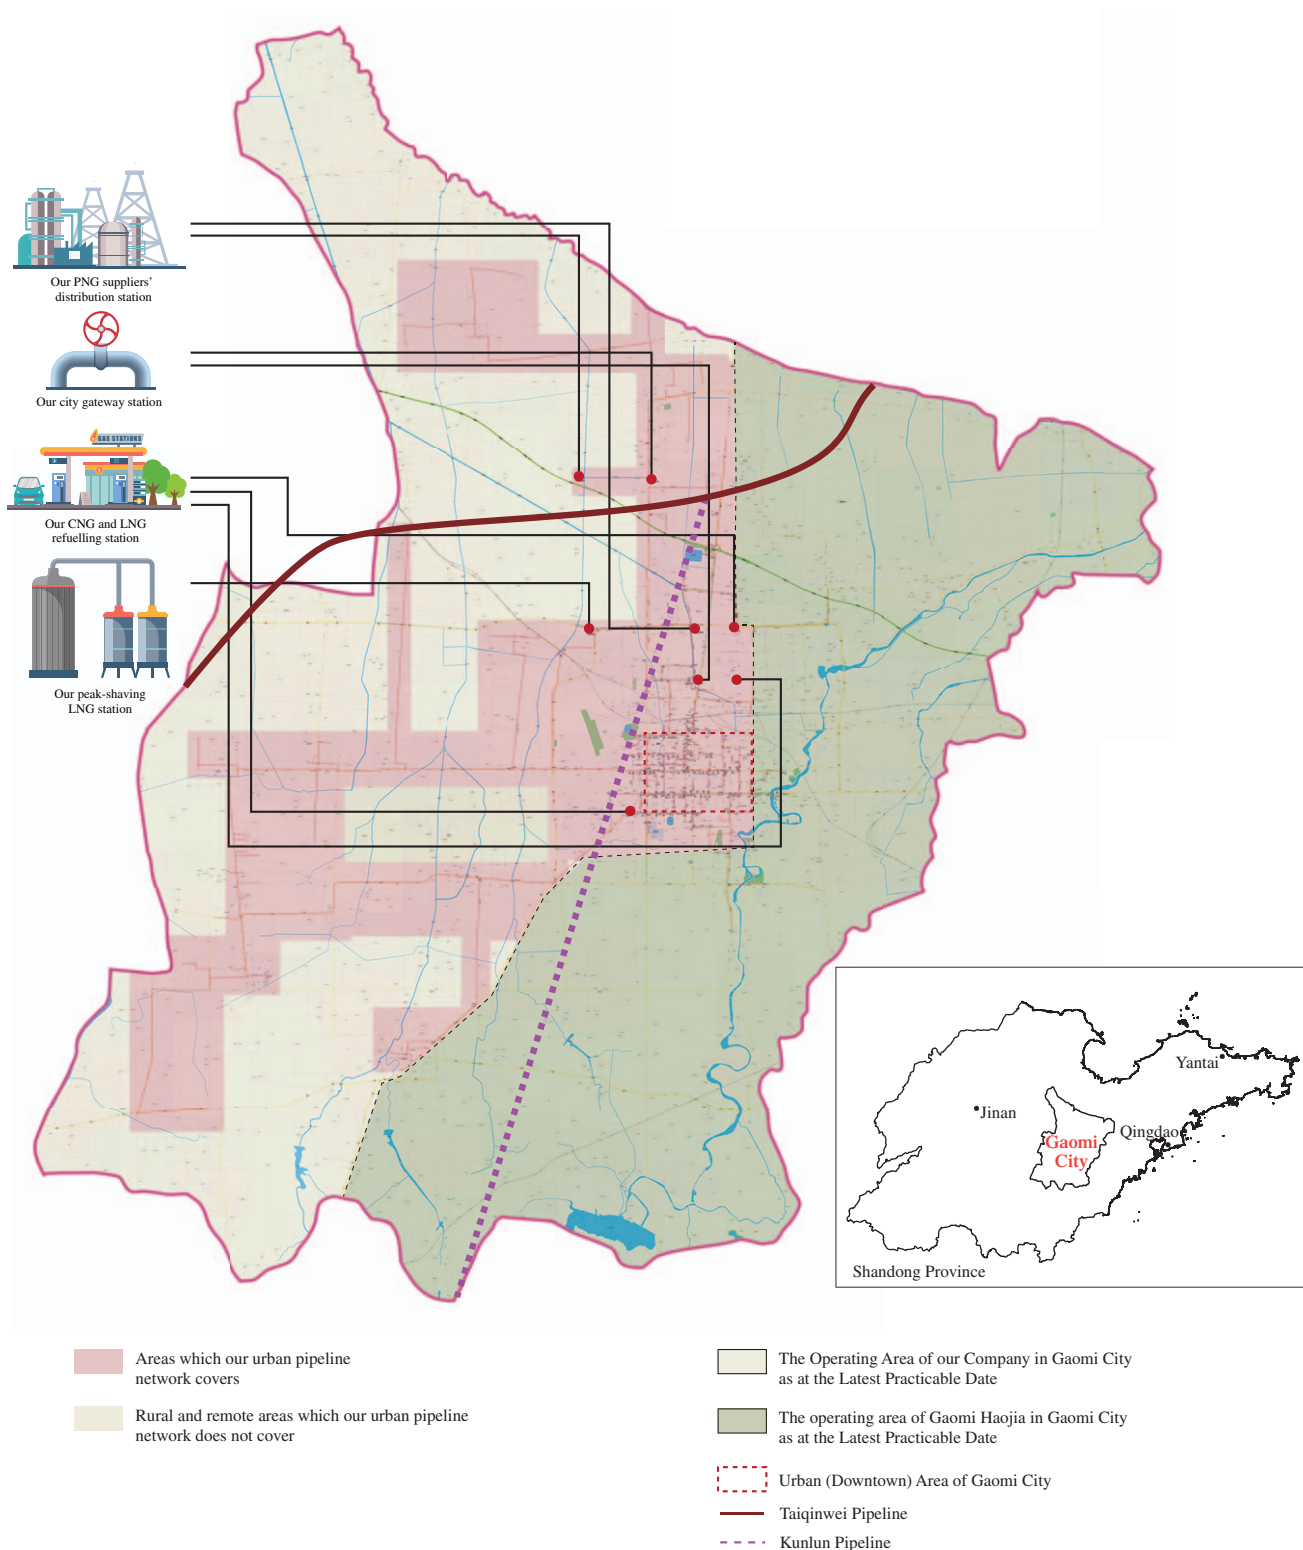 Our PNG suppliers’
distribution station
Our city gateway station
GAS STATIONS
Our CNG and LNG
refuelling station
Our peak-shaving
LNG station
Yantai
Jinan
Qingdao
Gaomi
City
Shandong Province
Areas which our urban pipeline
network covers
Rural and remote areas which our urban pipeline
network does not cover
The Operating Area of our Company in Gaomi City
as at the Latest Practicable Date
The operating area of Gaomi Haojia in Gaomi City
as at the Latest Practicable Date
Urban (Downtown) Area of Gaomi City
Taiqinwei Pipeline
Kunlun Pipeline